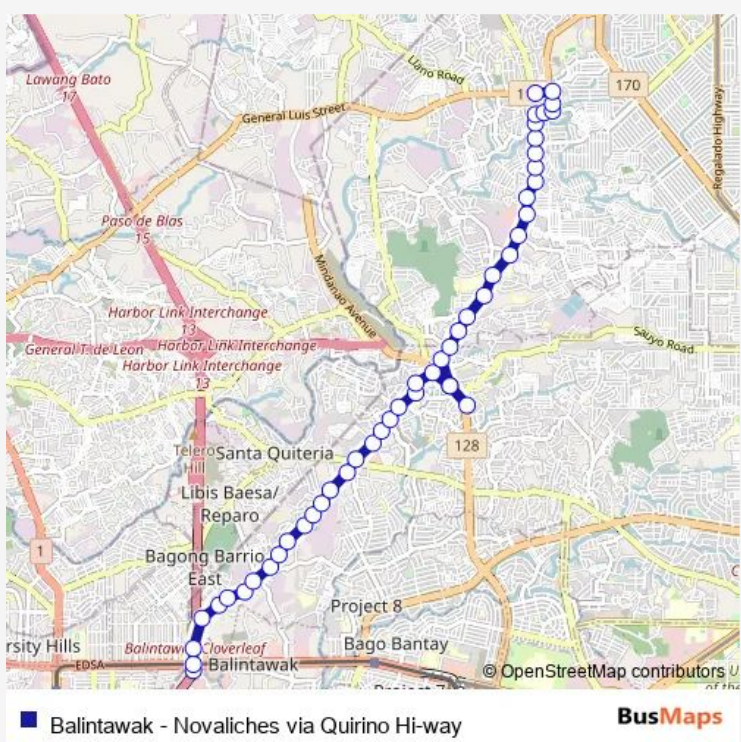 Llano Road
Lawang Bato
17
170
General Luis Street
Regalado Highway
Paso de Blas
15
Mindanao Avenue
Harbor Link Interchange
13
General T. de Leon
Harbor Link Interchange
Harbor Link Interchange
13
Sauyo Road
128
Telero
Hill
Santa Quiteria
Libis Baesa/
Reparo
1
Bagong Barrio
East
Project 8
rsity Hills
Balintawak Cloverleaf
Bago Bantay
EDSA
Balintawak
© OpenStreetMap contributors
Balintawak - Novaliches via Quirino Hi-way
BusMaps